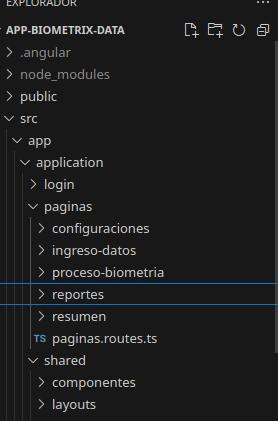 EXPLORADOR
APP-BIOMETRIX-DATA
.angular
node_modules
public
src
app
application
login
paginas
configuraciones
ingreso-datos
proceso-biometria
reportes
resumen
TS paginas.routes.ts
shared
componentes
layouts